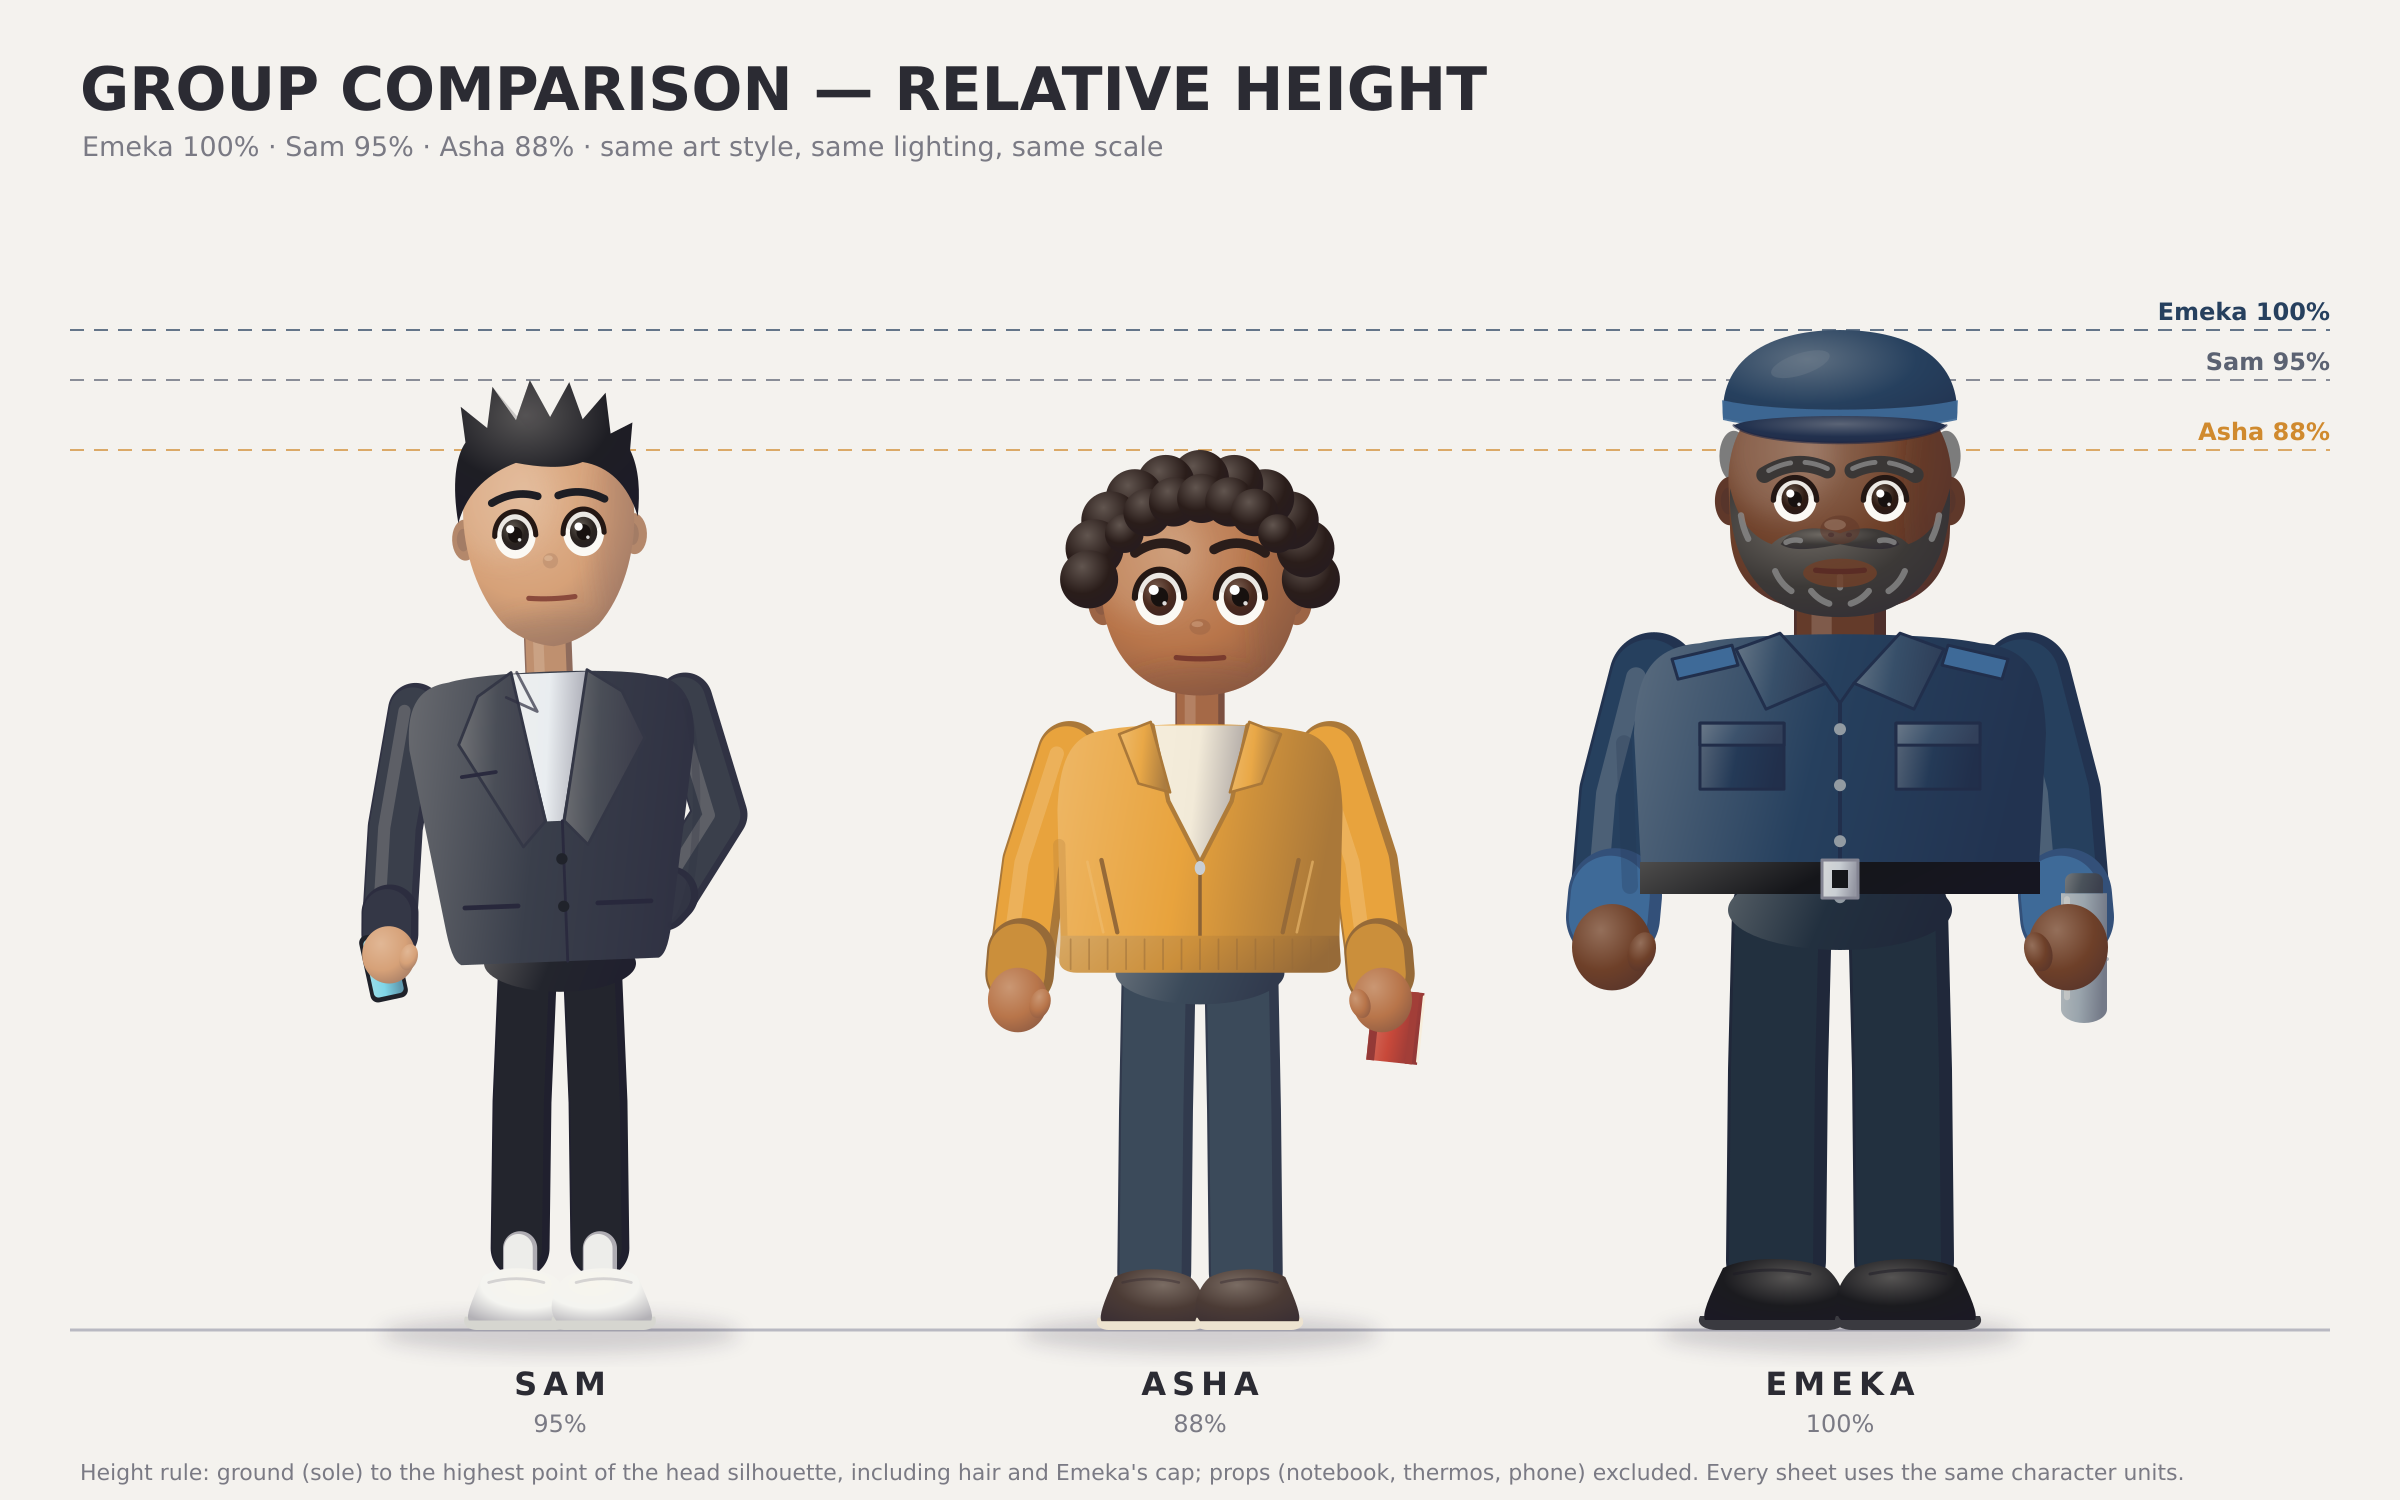 GROUP COMPARISON — RELATIVE HEIGHT
Emeka 100% · Sam 95% · Asha 88% · same art style, same lighting, same scale
Emeka 100%
Sam 95%
Asha 88%
SAM
ASHA
EMEKA
95%
88%
100%
Height rule: ground (sole) to the highest point of the head silhouette, including hair and Emeka's cap; props (notebook, thermos, phone) excluded. Every sheet uses the same character units.